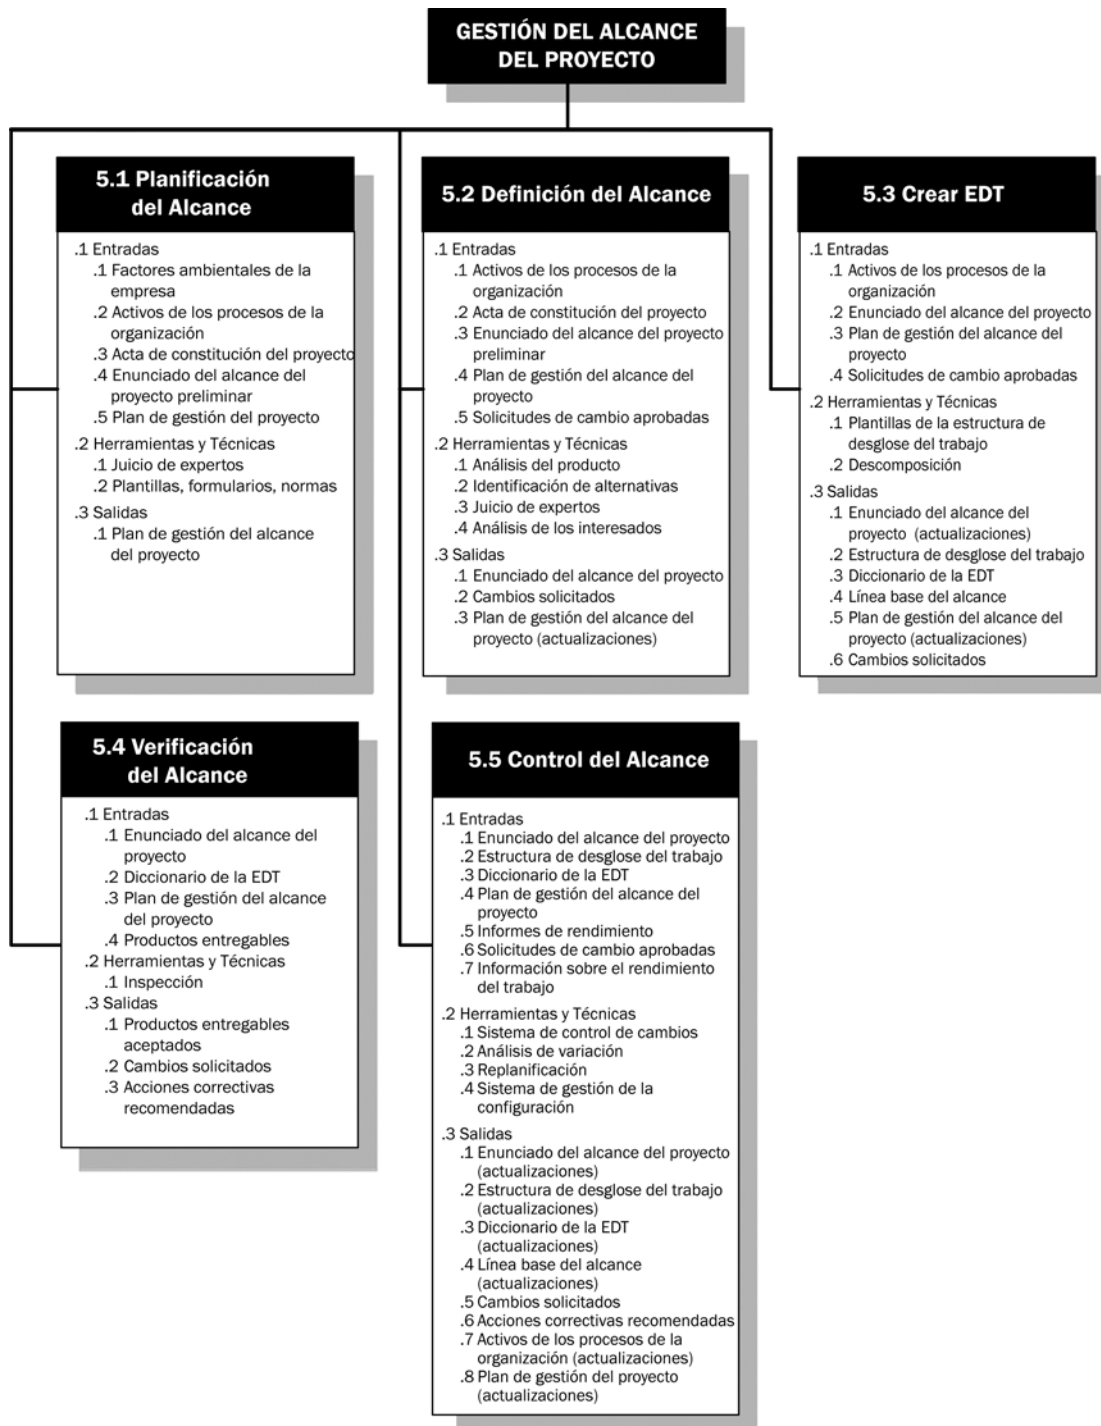 GESTIÓN DEL ALCANCE
DEL PROYECTO
5.1 Planificación
del Alcance
.1 Entradas
.1 Factores ambientales de la
empresa
.2 Activos de los procesos de la
organización
.3 Acta de constitución del proyecto
.4 Enunciado del alcance del
proyecto preliminar
.5 Plan de gestión del proyecto
.2 Herramientas y Técnicas
.1 Juicio de expertos
.2 Plantillas, formularios, normas
.3 Salidas
.1 Plan de gestión del alcance
del proyecto
5.2 Definición del Alcance
.1 Entradas
.1 Activos de los procesos de la
organización
.2 Acta de constitución del proyecto
.3 Enunciado del alcance del proyecto
preliminar
.4 Plan de gestión del alcance del
proyecto
.5 Solicitudes de cambio aprobadas
.2 Herramientas y Técnicas
.1 Análisis del producto
.2 Identificación de alternativas
.3 Juicio de expertos
.4 Análisis de los interesados
.3 Salidas
.1 Enunciado del alcance del proyecto
.2 Cambios solicitados
.3 Plan de gestión del alcance del
proyecto (actualizaciones)
5.3 Crear EDT
.1 Entradas
.1 Activos de los procesos de la
organización
.2 Enunciado del alcance del proyecto
.3 Plan de gestión del alcance del
proyecto
.4 Solicitudes de cambio aprobadas
.2 Herramientas y Técnicas
.1 Plantillas de la estructura de
desglose del trabajo
.2 Descomposición
.3 Salidas
.1 Enunciado del alcance del
proyecto (actualizaciones)
.2 Estructura de desglose del trabajo
.3 Diccionario de la EDT
.4 Línea base del alcance
.5 Plan de gestión del alcance del
proyecto (actualizaciones)
.6 Cambios solicitados
5.4 Verificación
del Alcance
.1 Entradas
.1 Enunciado del alcance del
proyecto
.2 Diccionario de la EDT
.3 Plan de gestión del alcance
del proyecto
.4 Productos entregables
.2 Herramientas y Técnicas
.1 Inspección
.3 Salidas
.1 Productos entregables
aceptados
.2 Cambios solicitados
.3 Acciones correctivas
recomendadas
5.5 Control del Alcance
.1 Entradas
.1 Enunciado del alcance del proyecto
.2 Estructura de desglose del trabajo
.3 Diccionario de la EDT
.4 Plan de gestión del alcance del
proyecto
.5 Informes de rendimiento
.6 Solicitudes de cambio aprobadas
.7 Información sobre el rendimiento
del trabajo
.2 Herramientas y Técnicas
.1 Sistema de control de cambios
.2 Análisis de variación
.3 Replanificación
.4 Sistema de gestión de la
configuración
.3 Salidas
.1 Enunciado del alcance del proyecto
(actualizaciones)
.2 Estructura de desglose del trabajo
(actualizaciones)
.3 Diccionario de la EDT
(actualizaciones)
.4 Línea base del alcance
(actualizaciones)
.5 Cambios solicitados
.6 Acciones correctivas recomendadas
.7 Activos de los procesos de la
organización (actualizaciones)
.8 Plan de gestión del proyecto
(actualizaciones)